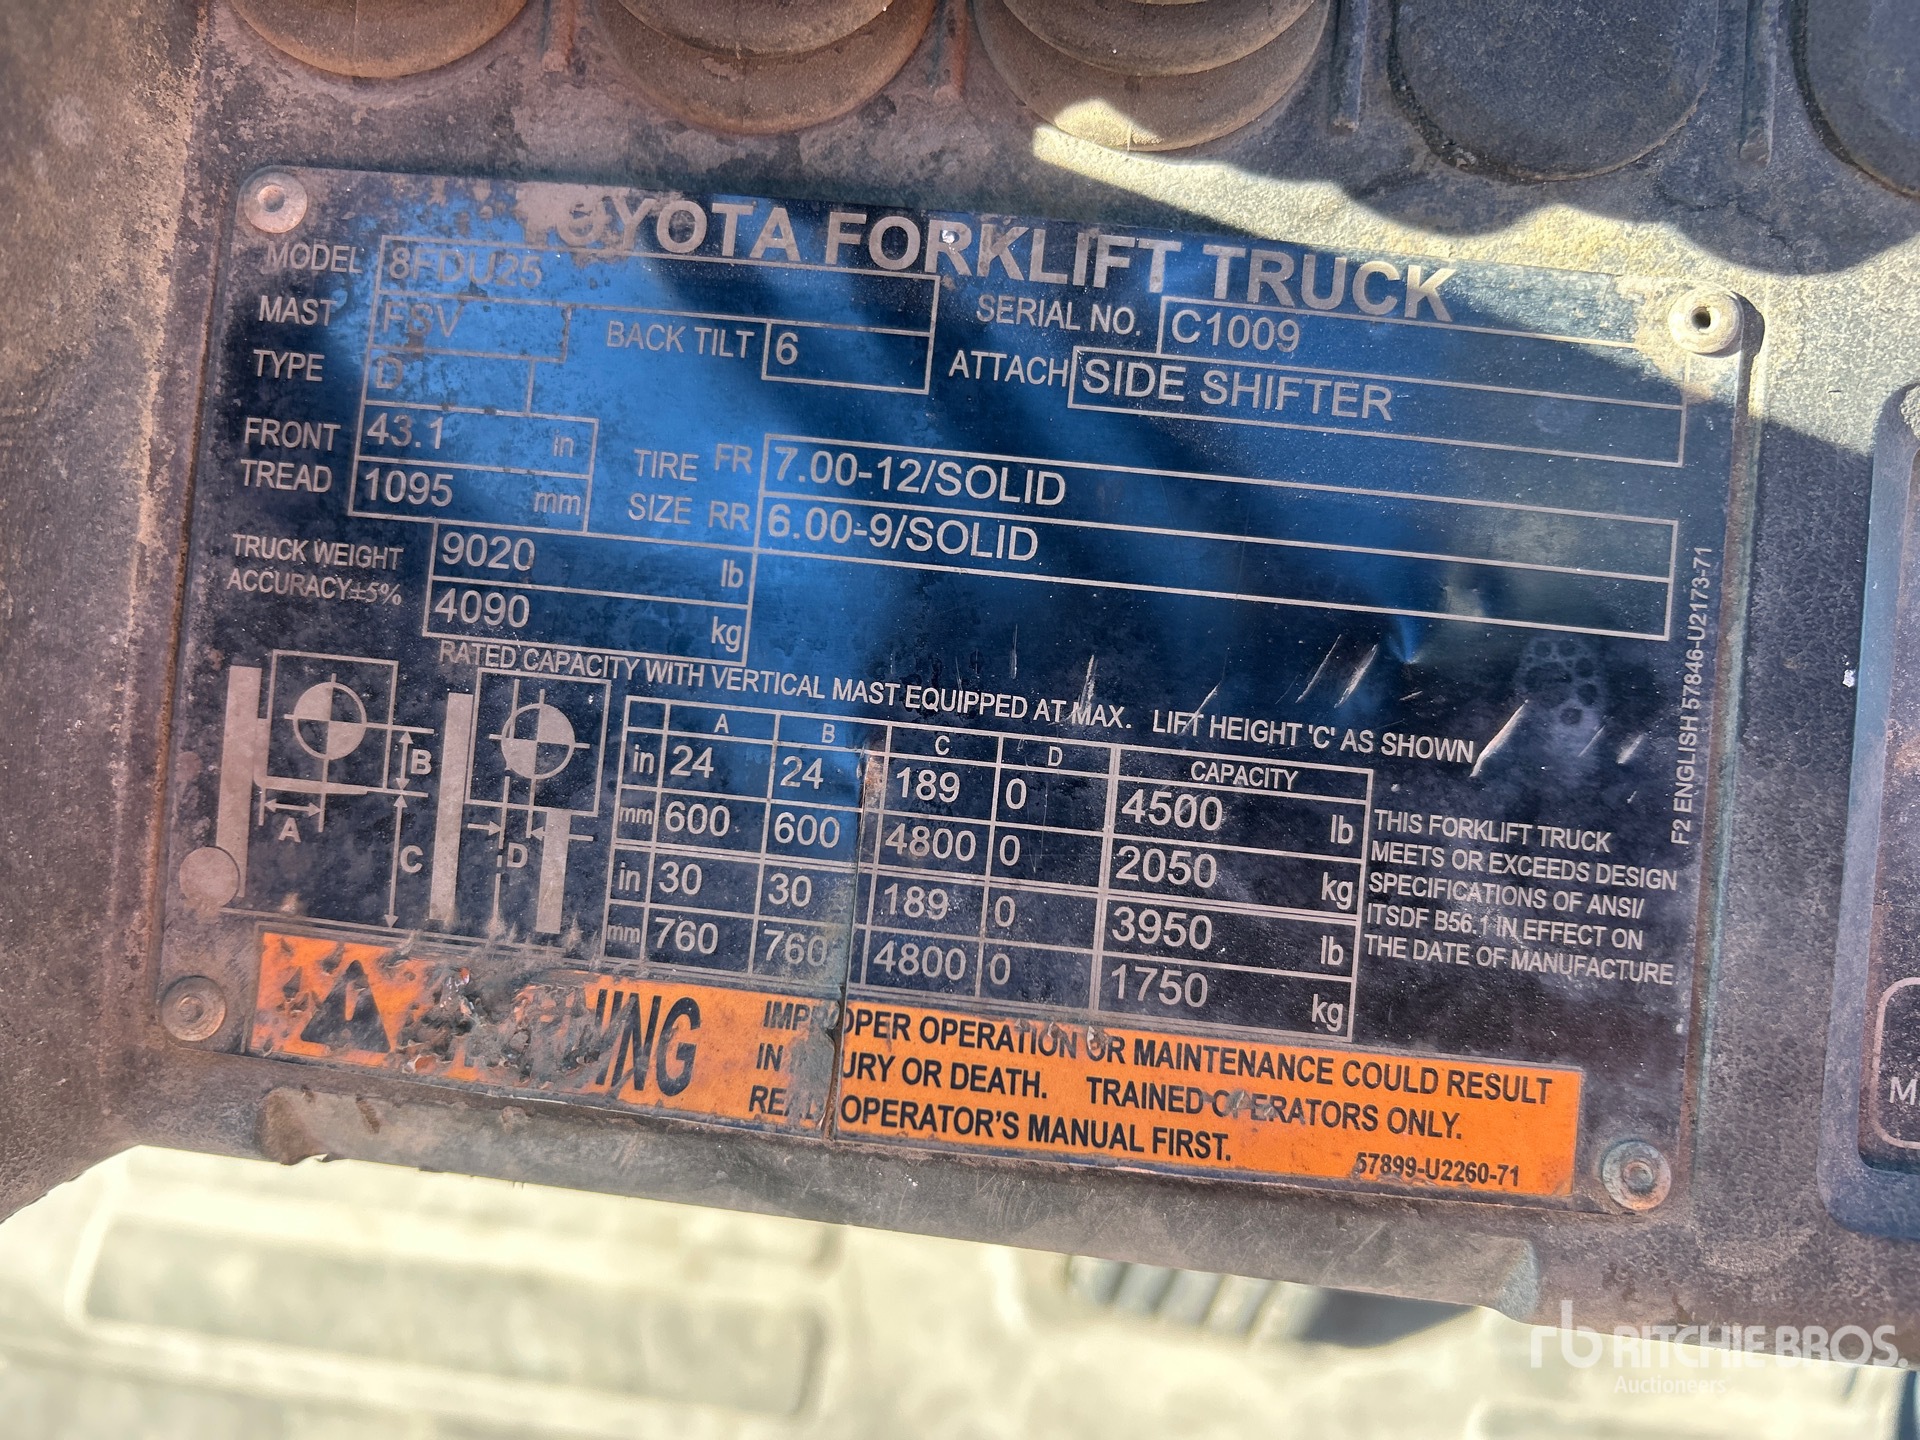 TOYOTA FORKLIFT TRUCK
MODEL 8FDU25
SERIAL NO. C1009
MAST FSV
BACK TILT 6
ATTACH SIDE SHIFTER
TYPE D
FRONT TREAD
43.1 in
1095 mm
TIRE SIZE
FR 7.00-12/SOLID
RR 6.00-9/SOLID
TRUCK WEIGHT
ACCURACY±5%
9020 lb
4090 kg
RATED CAPACITY WITH VERTICAL MAST EQUIPPED AT MAX. LIFT HEIGHT 'C' AS SHOWN
A B C D CAPACITY
in 24 24 189 0 4500 lb
mm 600 600 4800 0 2050 kg
in 30 30 189 0 3950 lb
mm 760 760 4800 0 1750 kg
A B C D
THIS FORKLIFT TRUCK
MEETS OR EXCEEDS DESIGN
SPECIFICATIONS OF ANSI/
ITSDF B56.1 IN EFFECT ON
THE DATE OF MANUFACTURE
F2 ENGLISH 57846-U2173-71
WARNING
IMPROPER OPERATION OR MAINTENANCE COULD RESULT
IN INJURY OR DEATH. TRAINED OPERATORS ONLY.
READ OPERATOR'S MANUAL FIRST.
57899-U2260-71
M
rb RITCHIE BROS.
Auctioneers